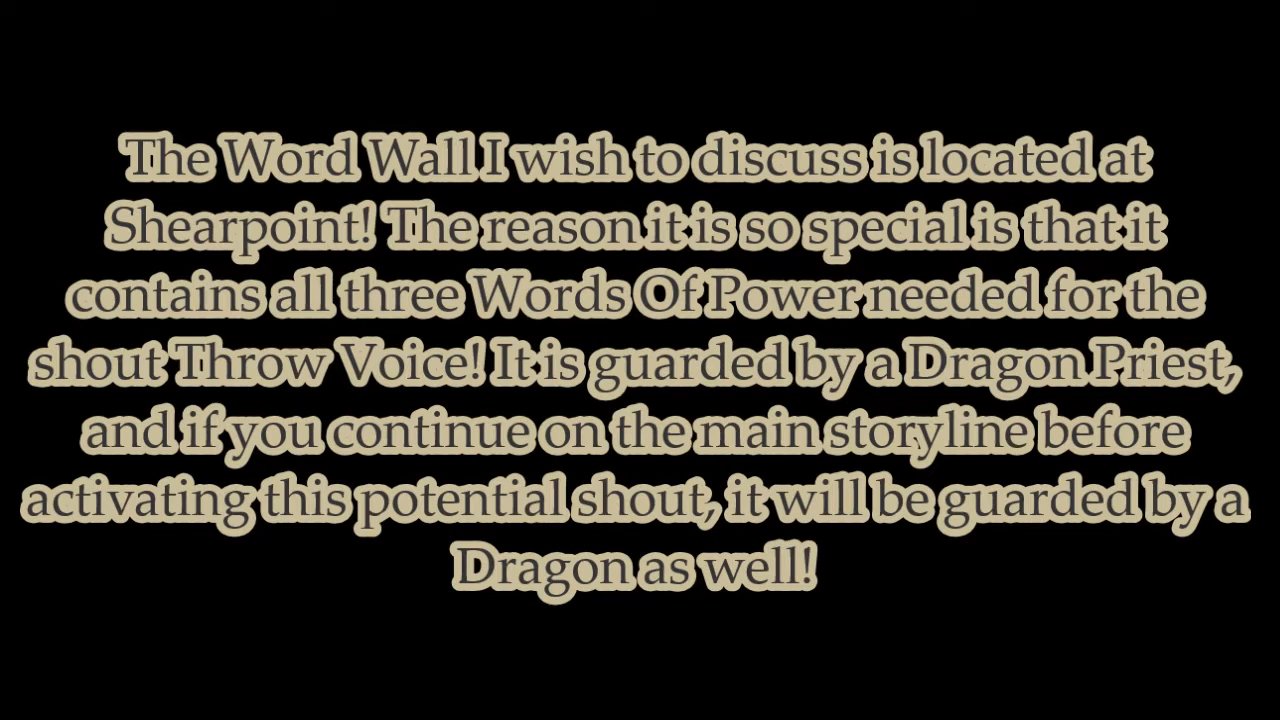 The Word Wall I wish to discuss is located at
Shearpoint! The reason it is so special is that it
contains all three Words Of Power needed for the
shout Throw Voice! It is guarded by a Dragon Priest,
and if you continue on the main storyline before
activating this potential shout, it will be guarded by a
Dragon as well!